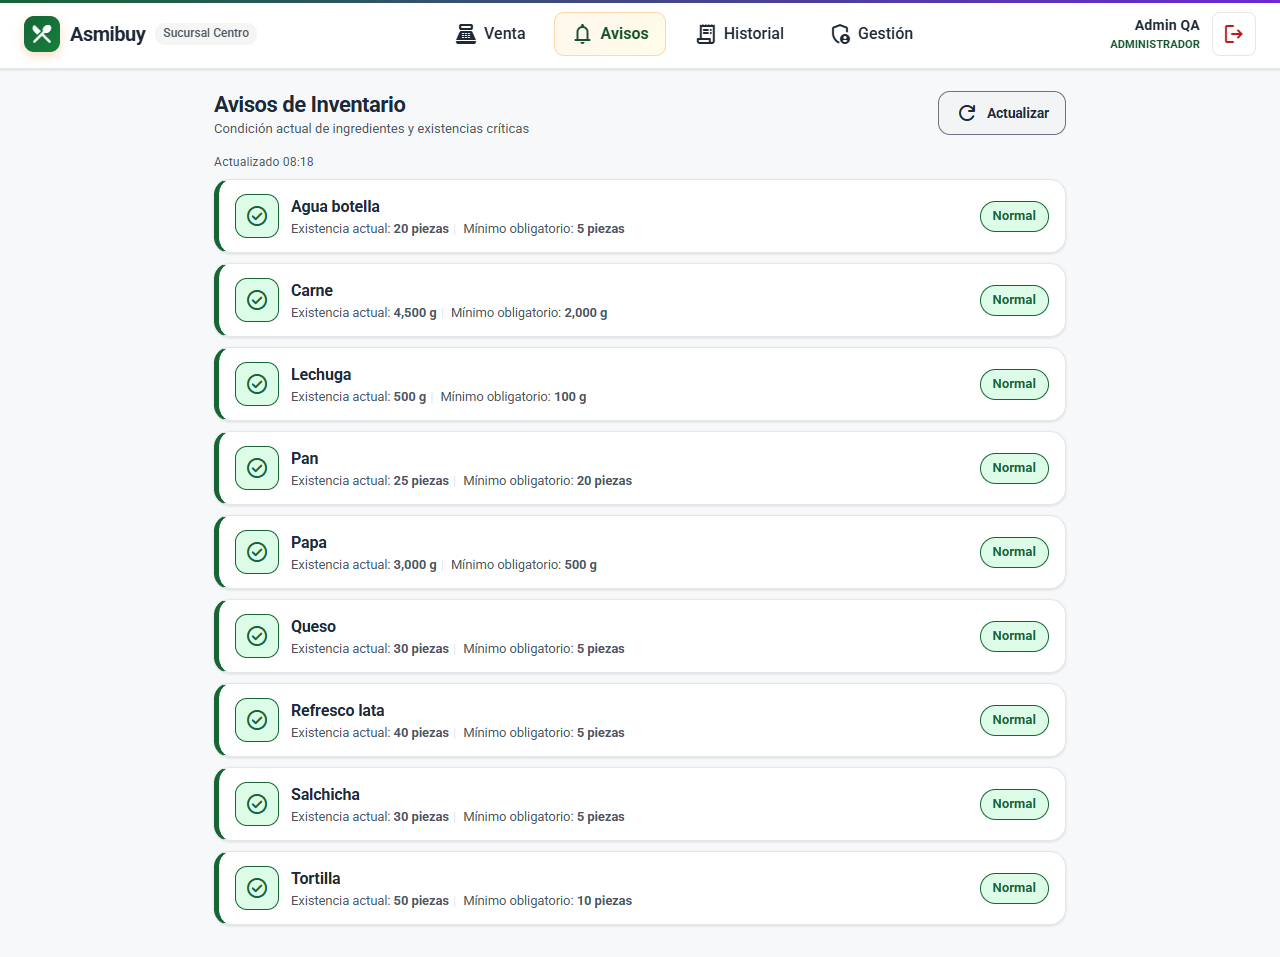 Asmibuy
Sucursal Centro
Venta
Avisos
Historial
Gestión
Admin QA
ADMINISTRADOR
Avisos de Inventario
Condición actual de ingredientes y existencias críticas
Actualizar
Actualizado 08:18
Agua botella
Existencia actual: 20 piezas Mínimo obligatorio: 5 piezas
Normal
Carne
Existencia actual: 4,500 g Mínimo obligatorio: 2,000 g
Normal
Lechuga
Existencia actual: 500 g Mínimo obligatorio: 100 g
Normal
Pan
Existencia actual: 25 piezas Mínimo obligatorio: 20 piezas
Normal
Papa
Existencia actual: 3,000 g Mínimo obligatorio: 500 g
Normal
Queso
Existencia actual: 30 piezas Mínimo obligatorio: 5 piezas
Normal
Refresco lata
Existencia actual: 40 piezas Mínimo obligatorio: 5 piezas
Normal
Salchicha
Existencia actual: 30 piezas Mínimo obligatorio: 5 piezas
Normal
Tortilla
Existencia actual: 50 piezas Mínimo obligatorio: 10 piezas
Normal